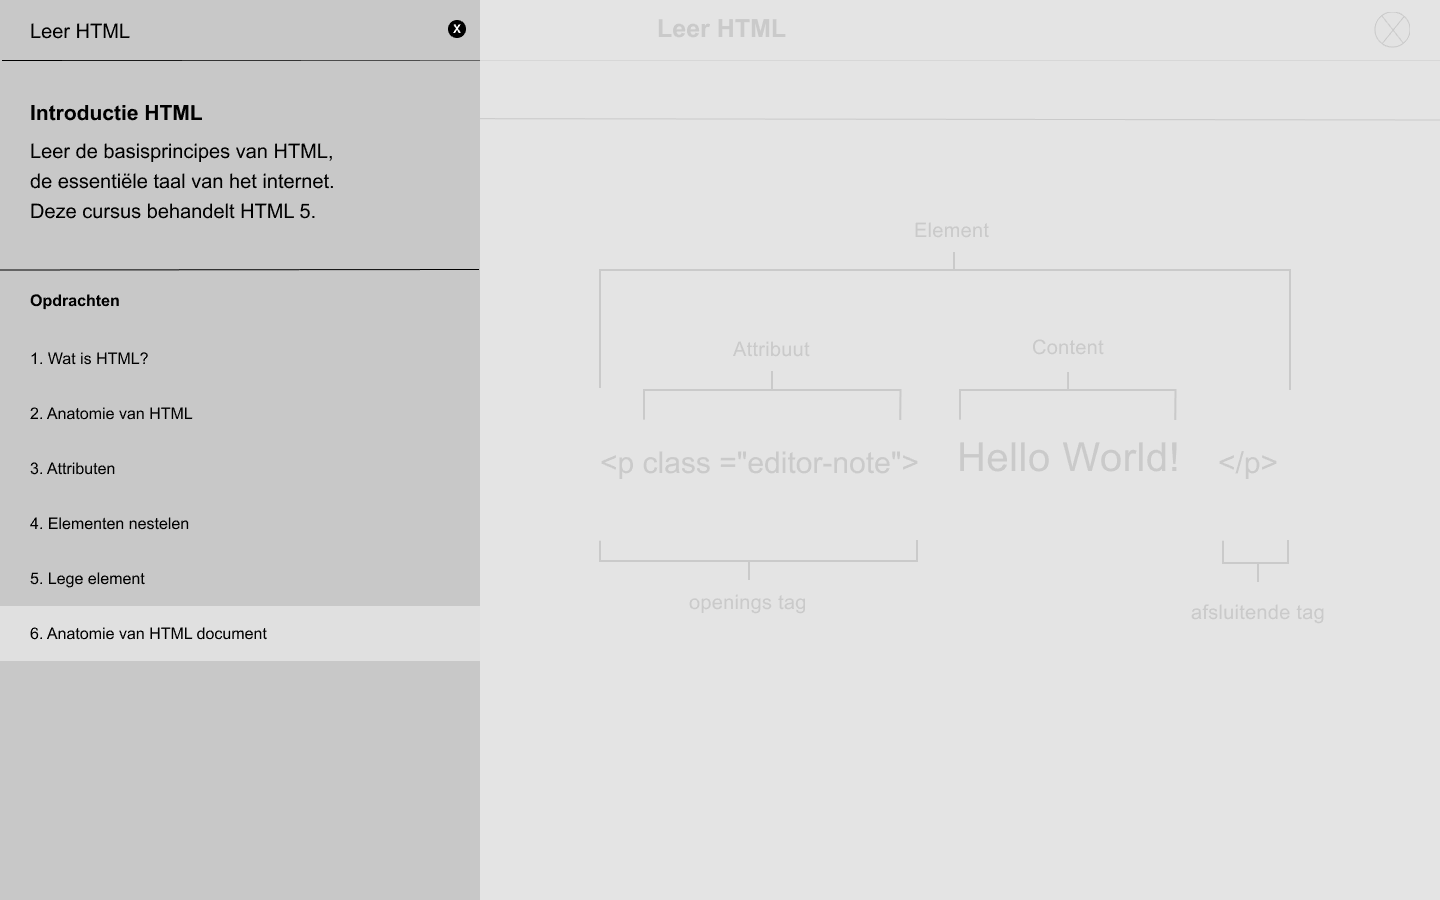 Leer HTML
X
Introductie HTML
Leer de basisprincipes van HTML,
de essentiële taal van het internet.
Deze cursus behandelt HTML 5.
Opdrachten
1. Wat is HTML?
2. Anatomie van HTML
3. Attributen
4. Elementen nestelen
5. Lege element
6. Anatomie van HTML document
Leer HTML
Element
Attribuut
Content
<p class ="editor-note"> Hello World! </p>
openings tag
afsluitende tag